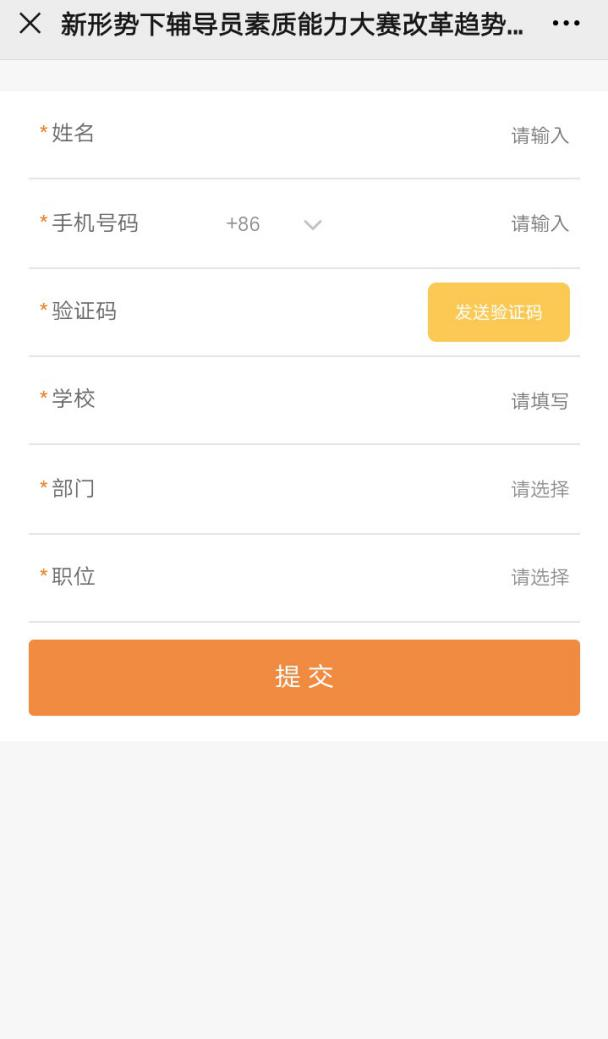 新形势下辅导员素质能力大赛改革趋势...
*姓名 请输入
*手机号码 +86 请输入
*验证码 发送验证码
*学校 请填写
*部门 请选择
*职位 请选择
提 交